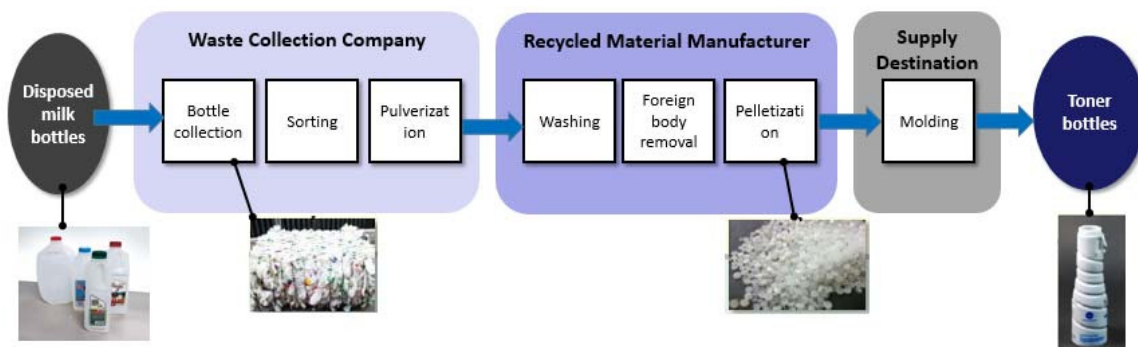 Waste Collection Company
Recycled Material Manufacturer
Supply
Destination
Disposed
milk
bottles
Bottle
collection
Sorting
Pulverizat
ion
Washing
Foreign
body
removal
Pelletizati
on
Molding
Toner
bottles